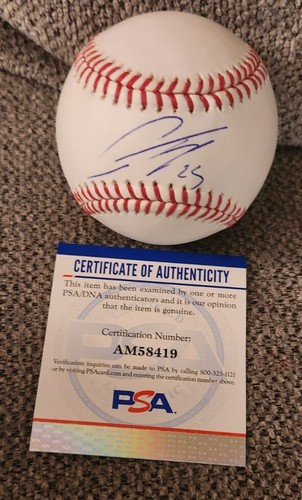 25
CERTIFICATE OF AUTHENTICITY
This item has been examined by one or more
PSA/DNA authenticators and it is our opinion
that the item is genuine.
Certification Number:
AM58419
Verification inquiries can be made to PSA by calling 800-325-1121
or by visiting PSAcard.com and entering the certification number above.
PSA